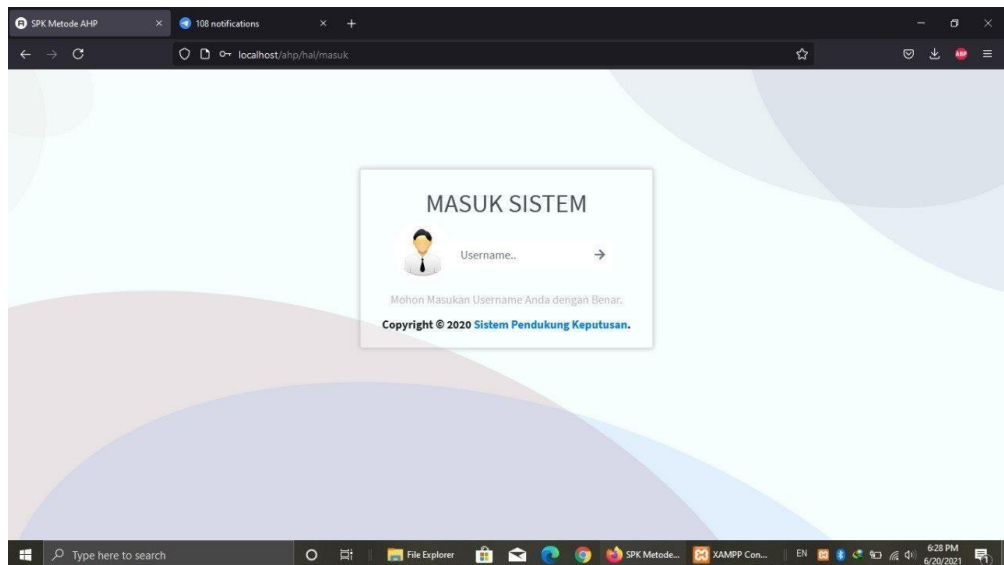 SPK Metode AHP
108 notifications
localhost/ahp/hal/masuk
ABP
MASUK SISTEM
Username..
Mohon Masukan Username Anda dengan Benar.
Copyright © 2020 Sistem Pendukung Keputusan.
Type here to search
File Explorer
SPK Metode...
XAMPP Con...
EN
6:28 PM
6/20/2021